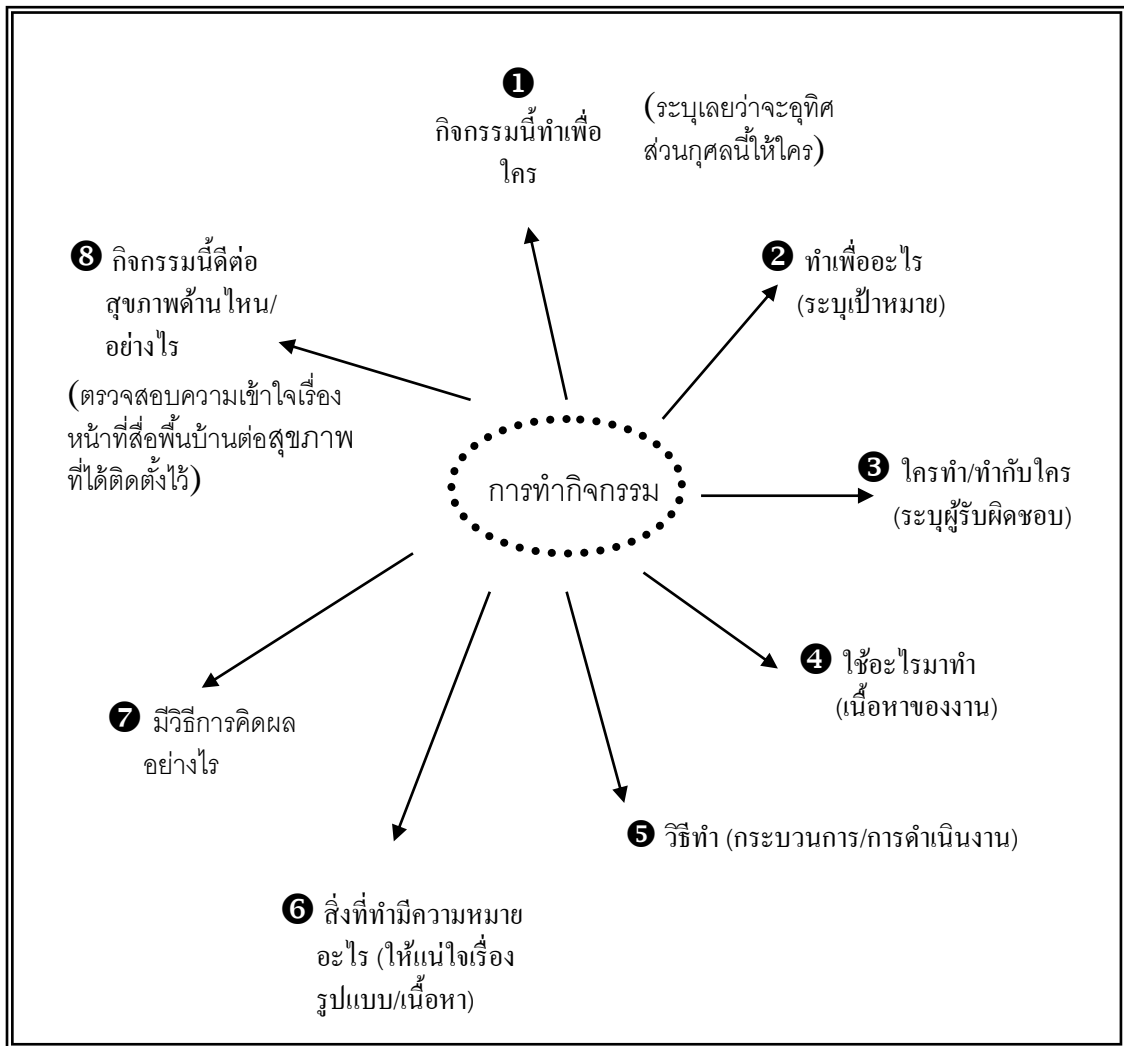 ❶
กิจกรรมนี้ทำเพื่อ
ใคร
(ระบุเลยว่าจะอุทิศ
ส่วนกุศลนี้ให้ใคร)
❷ ทำเพื่ออะไร
(ระบุเป้าหมาย)
❸ ใครทำ/ทำกับใคร
(ระบุผู้รับผิดชอบ)
❹ ใช้อะไรมาทำ
(เนื้อหาของงาน)
❺ วิธีทำ (กระบวนการ/การดำเนินงาน)
❻ สิ่งที่ทำมีความหมาย
อะไร (ให้แน่ใจเรื่อง
รูปแบบ/เนื้อหา)
❼ มีวิธีการคิดผล
อย่างไร
❽ กิจกรรมนี้ดีต่อ
สุขภาพด้านไหน/
อย่างไร
(ตรวจสอบความเข้าใจเรื่อง
หน้าที่สื่อพื้นบ้านต่อสุขภาพ
ที่ได้ติดตั้งไว้)
การทำกิจกรรม